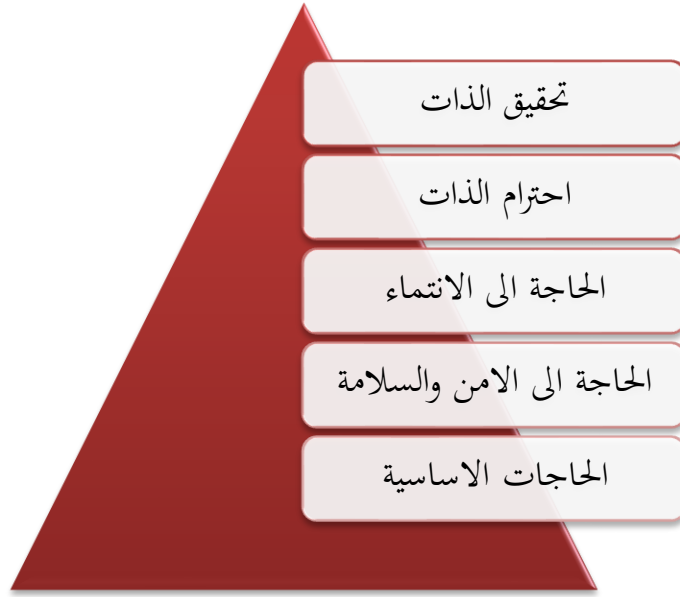 تحقيق الذات
احترام الذات
الحاجة الى الانتماء
الحاجة الى الامن والسلامة
الحاجات الاساسية